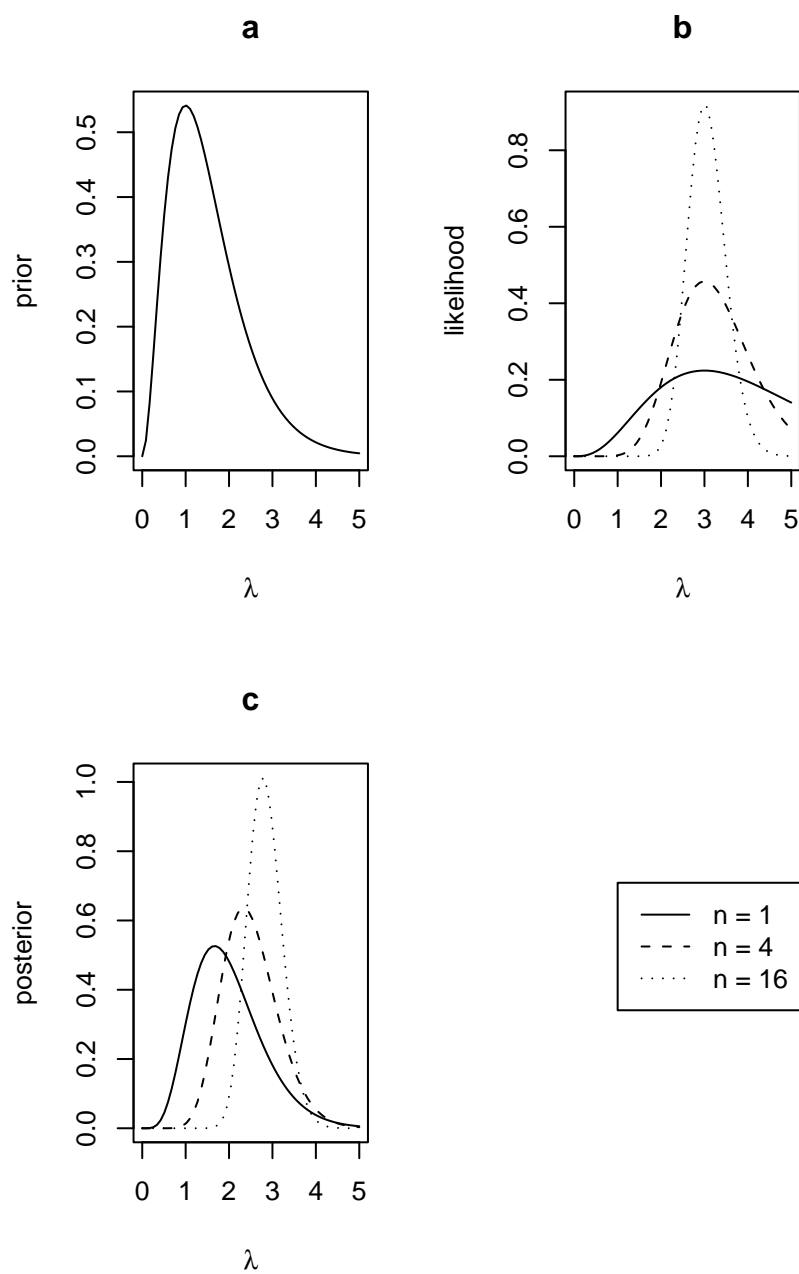 a
prior
0.0 0.1 0.2 0.3 0.4 0.5
0 1 2 3 4 5
λ
b
likelihood
0.0 0.2 0.4 0.6 0.8
0 1 2 3 4 5
λ
c
posterior
0.0 0.2 0.4 0.6 0.8 1.0
0 1 2 3 4 5
λ
n = 1
n = 4
n = 16